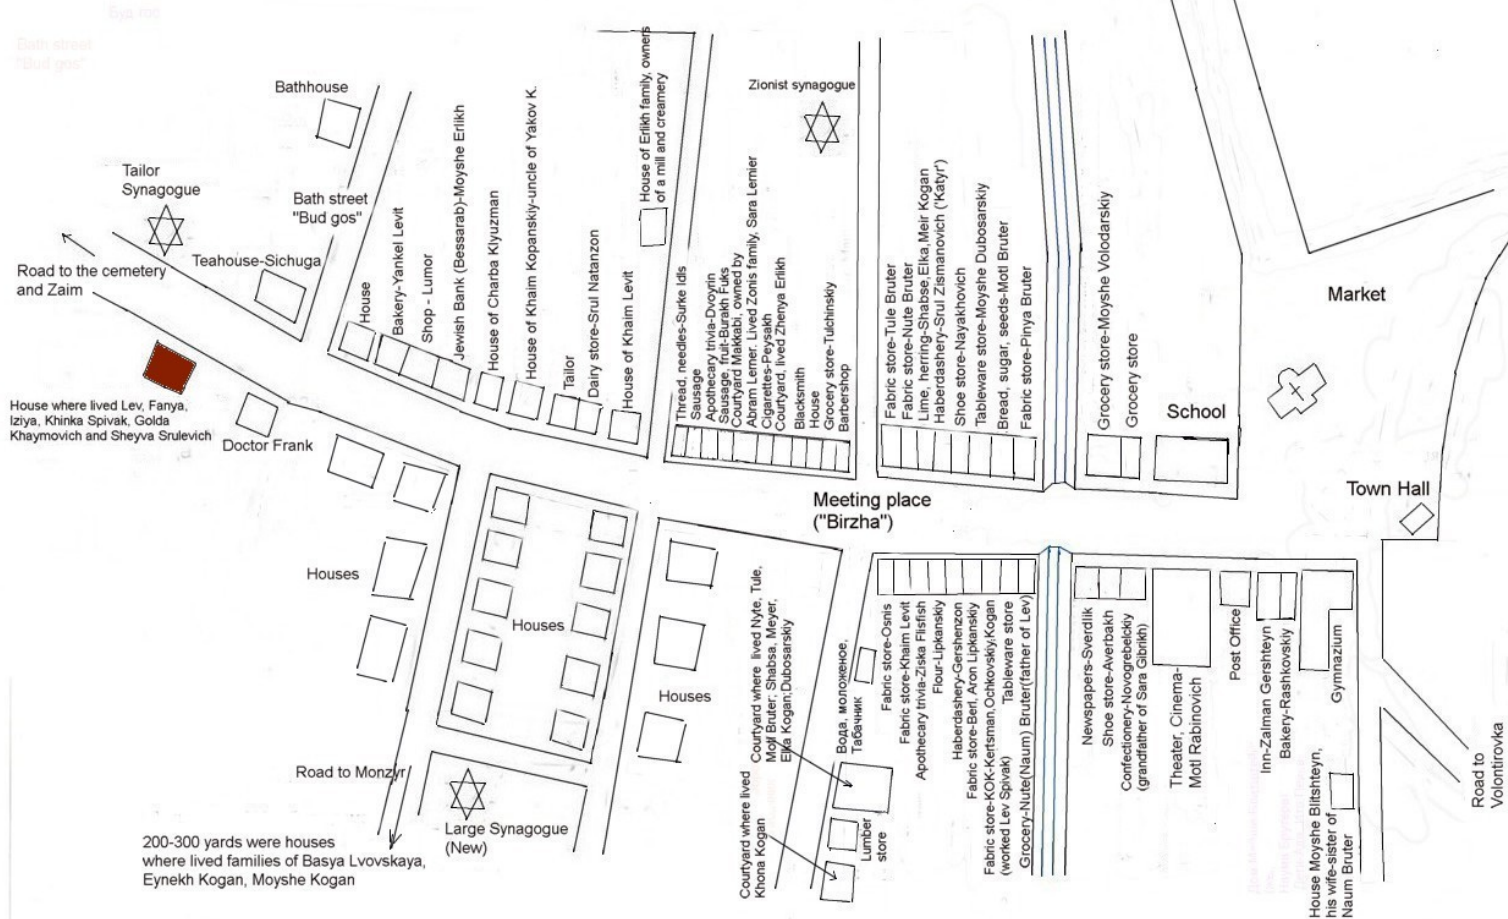 Буд гос
Bath street
"Bud gos"
Bathhouse
Tailor
Synagogue
Bath street
"Bud gos"
Teahouse-Sichuga
Road to the cemetery
and Zaim
House where lived Lev, Fanya,
Iziya, Khinka Spivak, Golda
Khaymovich and Sheyva Srulevich
Doctor Frank
House
Bakery-Yankel Levit
Shop - Lumor
Jewish Bank (Bessarab)-Moyshe Erlikh
House of Charba Klyuzman
House of Khaim Kopanskiy-uncle of Yakov K.
Tailor
Dairy store-Srul Natanzon
House of Khaim Levit
House of Erlikh family, owners
of a mill and creamery
Zionist synagogue
Thread, needles-Surke Idis
Sausage
Apothecary trivia-Dvoyrin
Sausage, fruit-Burakh Fuks
Courtyard Makkabi, owned by
Abram Lerner. Lived Zonis family, Sara Lernier
Cigarettes-Peysakh
Courtyard, lived Zhenya Erlikh
Blacksmith
House
Grocery store-Tulchinskiy
Barbershop
Fabric store-Tule Bruter
Fabric store-Nute Bruter
Lime, herring-Shabse,Elka,Meir Kogan
Haberdashery-Srul Zismanovich ('Katyr')
Shoe store-Nayakhovich
Tableware store-Moyshe Dubosarskiy
Bread, sugar, seeds-Motl Bruter
Fabric store-Pinya Bruter
Grocery store-Moyshe Volodarskiy
Grocery store
School
Market
Town Hall
Meeting place
("Birzha")
Houses
Houses
Houses
Road to Monzyr
Large Synagogue
(New)
200-300 yards were houses
where lived families of Basya Lvovskaya,
Eynekh Kogan, Moyshe Kogan
Courtyard where lived Nyte, Tule,
Motl Bruter; Shabsa, Meyer,
Elka Kogan;Dubosarskiy
Courtyard where lived
Khona Kogan
Вода, моложеное,
Табачник
Lumber
store
Fabric store-Osnis
Fabric store-Khaim Levit
Apothecary trivia-Ziska Flisfish
Flour-Lipkanskiy
Haberdashery-Gershenzon
Fabric store-Berl, Aron Lipkanskiy
Fabric store-KOK-Kertsman,Ochkovskiy,Kogan
(worked Lev Spivak)
Tableware store
Grocery-Nute(Naum) Bruter(father of Lev)
Newspapers-Sverdlik
Shoe store-Averbakh
Confectionery-Novogrebelckiy
(grandfather of Sara Gibrikh)
Theater, Cinema-
Motl Rabinovich
Post Office
Inn-Zalman Gershteyn
Bakery-Rashkovskiy
Gymnazium
House Moyshe Blitshteyn,
his wife-sister of
Naum Bruter
Road to
Volontirovka